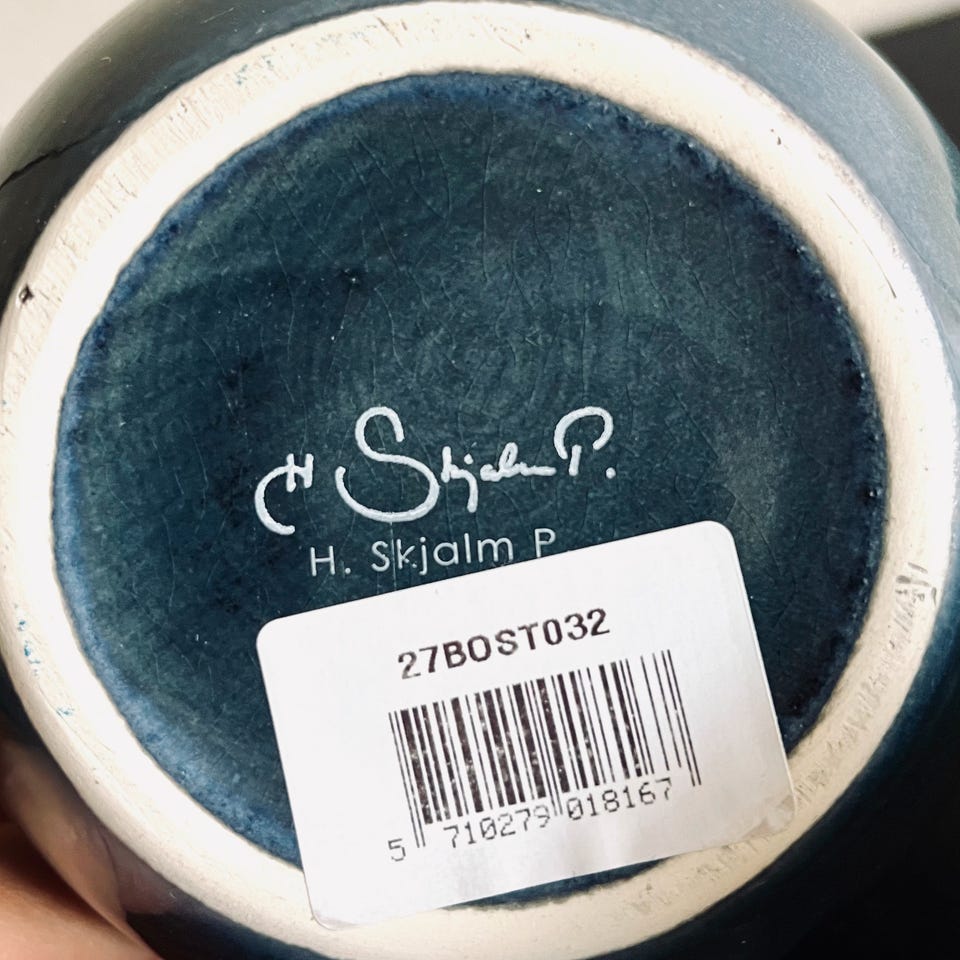 H Skjalm P.
H. Skjalm P.
27BOST032
5 710279 018167